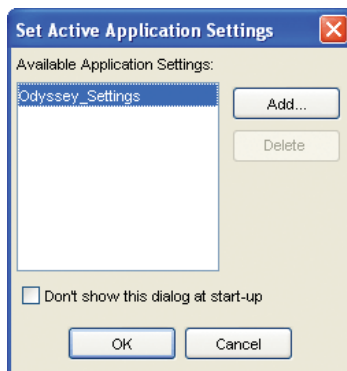 Set Active Application Settings
Available Application Settings:
Odyssey_Settings
Add...
Delete
Don't show this dialog at start-up
OK
Cancel